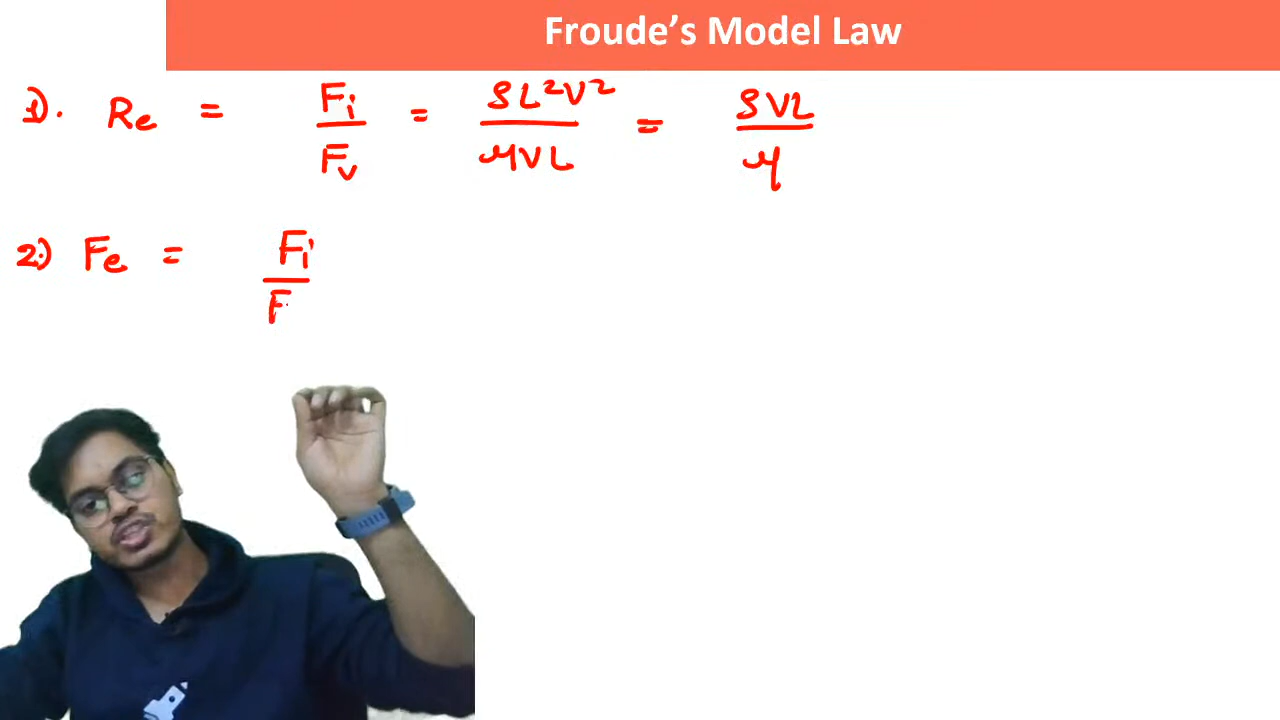 Froude's Model Law
1). Re = Fi/Fv = ρL²V²/μVL = ρVL/μ
2.) Fe = Fi/F